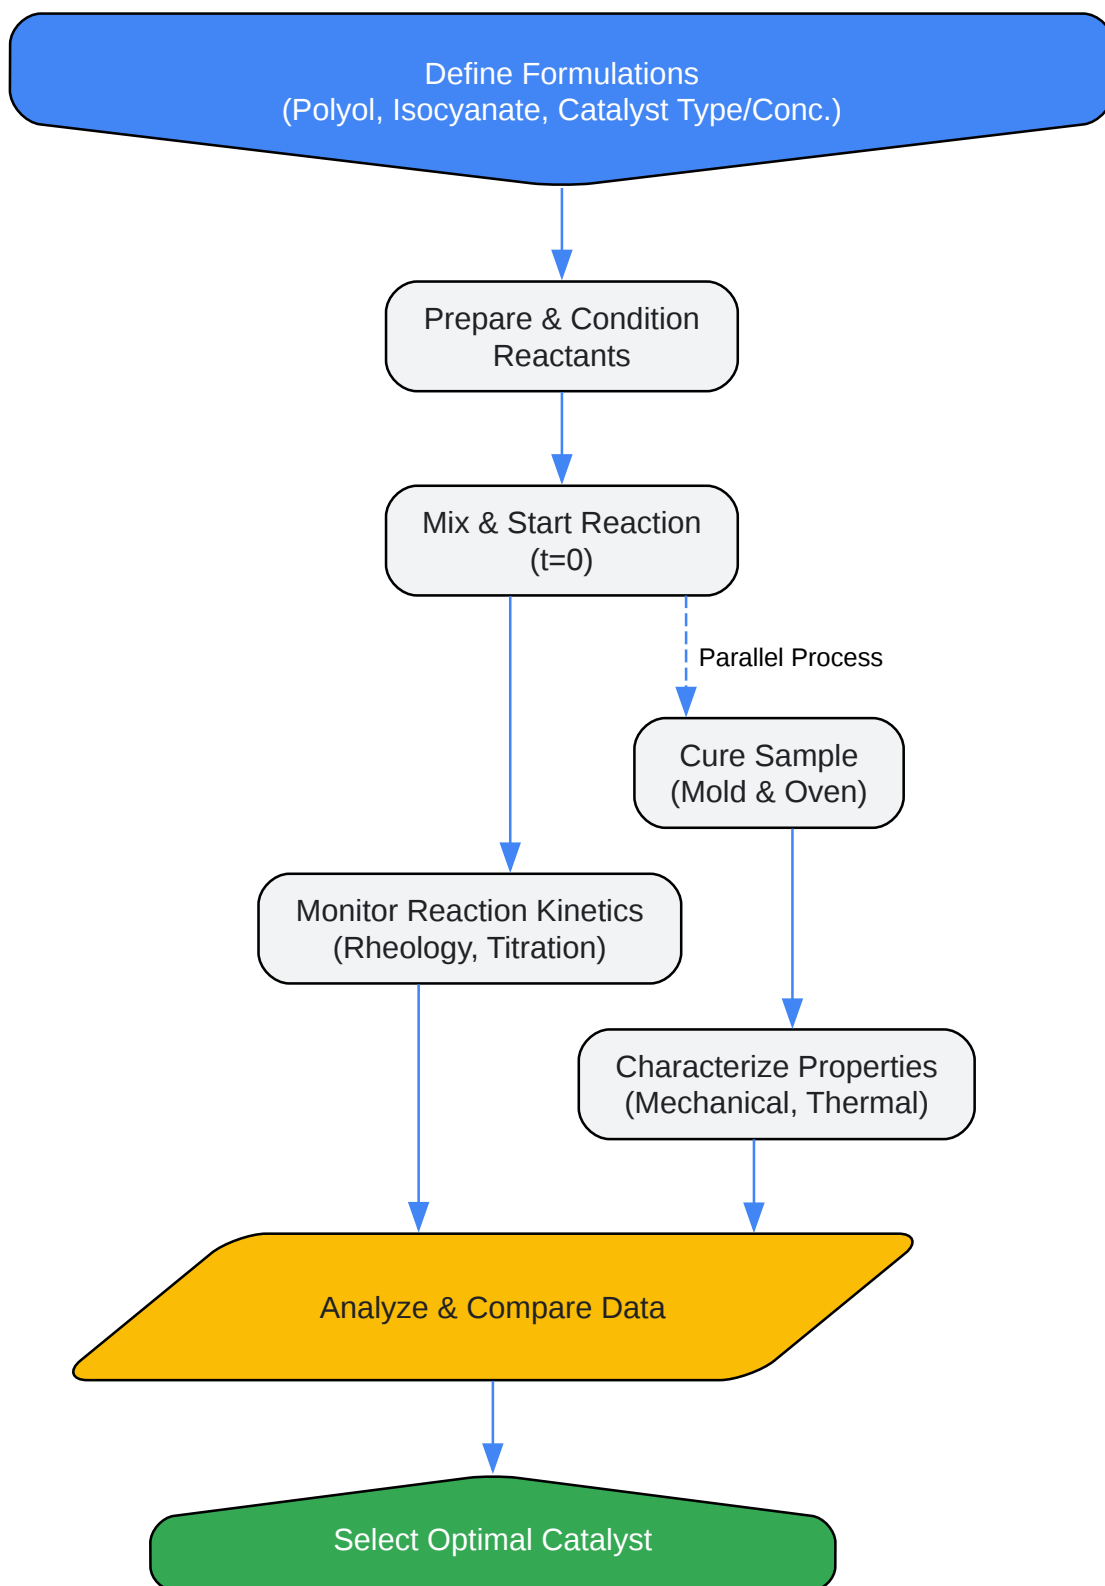 Define Formulations
(Polyol, Isocyanate, Catalyst Type/Conc.)
Prepare & Condition
Reactants
Mix & Start Reaction
(t=0)
Parallel Process
Cure Sample
(Mold & Oven)
Monitor Reaction Kinetics
(Rheology, Titration)
Characterize Properties
(Mechanical, Thermal)
Analyze & Compare Data
Select Optimal Catalyst